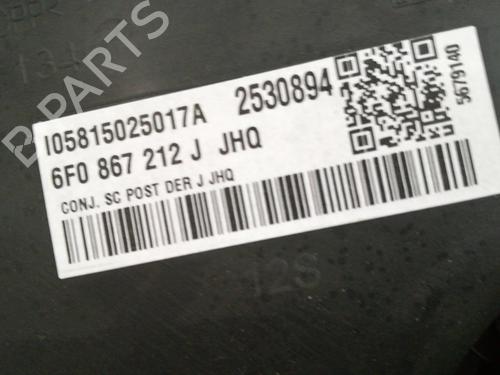 I05815025017A 2530894
6F0 867 212 J JHQ
CONJ. SC POST DER J JHQ
5679140
12S
B-PARTS